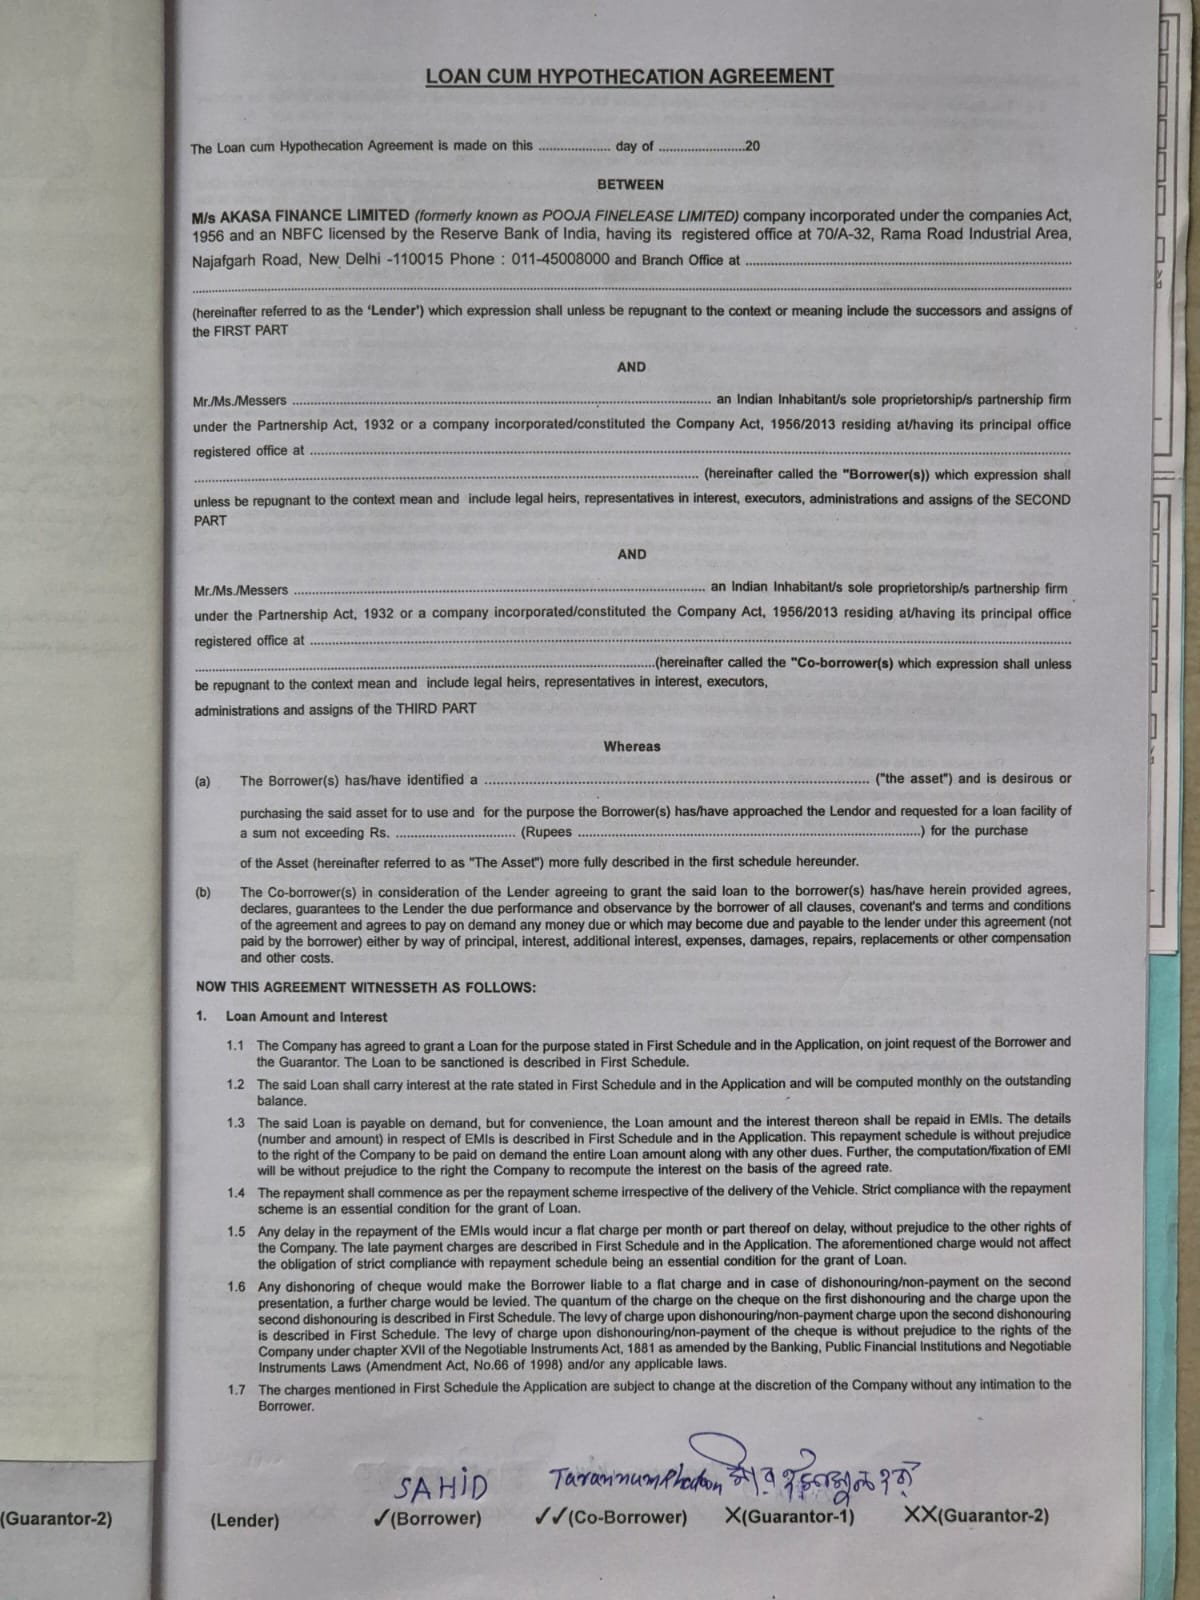 LOAN CUM HYPOTHECATION AGREEMENT
The Loan cum Hypothecation Agreement is made on this ................... day of .......................20
BETWEEN
M/s AKASA FINANCE LIMITED (formerly known as POOJA FINELEASE LIMITED) company incorporated under the companies Act,
1956 and an NBFC licensed by the Reserve Bank of India, having its registered office at 70/A-32, Rama Road Industrial Area,
Najafgarh Road, New Delhi -110015 Phone : 011-45008000 and Branch Office at ..............................
..............................
(hereinafter referred to as the 'Lender') which expression shall unless be repugnant to the context or meaning include the successors and assigns of
the FIRST PART
AND
Mr./Ms./Messers .............................. an Indian Inhabitant/s sole proprietorship/s partnership firm
under the Partnership Act, 1932 or a company incorporated/constituted the Company Act, 1956/2013 residing at/having its principal office
registered office at ..............................
.............................. (hereinafter called the "Borrower(s)) which expression shall
unless be repugnant to the context mean and include legal heirs, representatives in interest, executors, administrations and assigns of the SECOND
PART
AND
Mr./Ms./Messers .............................. an Indian Inhabitant/s sole proprietorship/s partnership firm
under the Partnership Act, 1932 or a company incorporated/constituted the Company Act, 1956/2013 residing at/having its principal office
registered office at ..............................
..............................(hereinafter called the "Co-borrower(s) which expression shall unless
be repugnant to the context mean and include legal heirs, representatives in interest, executors,
administrations and assigns of the THIRD PART
Whereas
(a) The Borrower(s) has/have identified a .............................. ("the asset") and is desirous or
purchasing the said asset for to use and for the purpose the Borrower(s) has/have approached the Lendor and requested for a loan facility of
a sum not exceeding Rs. .............................. (Rupees ..............................) for the purchase
of the Asset (hereinafter referred to as "The Asset") more fully described in the first schedule hereunder.
(b) The Co-borrower(s) in consideration of the Lender agreeing to grant the said loan to the borrower(s) has/have herein provided agrees,
declares, guarantees to the Lender the due performance and observance by the borrower of all clauses, covenant's and terms and conditions
of the agreement and agrees to pay on demand any money due or which may become due and payable to the lender under this agreement (not
paid by the borrower) either by way of principal, interest, additional interest, expenses, damages, repairs, replacements or other compensation
and other costs.
NOW THIS AGREEMENT WITNESSETH AS FOLLOWS:
1. Loan Amount and Interest
1.1 The Company has agreed to grant a Loan for the purpose stated in First Schedule and in the Application, on joint request of the Borrower and
the Guarantor. The Loan to be sanctioned is described in First Schedule.
1.2 The said Loan shall carry interest at the rate stated in First Schedule and in the Application and will be computed monthly on the outstanding
balance.
1.3 The said Loan is payable on demand, but for convenience, the Loan amount and the interest thereon shall be repaid in EMIs. The details
(number and amount) in respect of EMIs is described in First Schedule and in the Application. This repayment schedule is without prejudice
to the right of the Company to be paid on demand the entire Loan amount along with any other dues. Further, the computation/fixation of EMI
will be without prejudice to the right the Company to recompute the interest on the basis of the agreed rate.
1.4 The repayment shall commence as per the repayment scheme irrespective of the delivery of the Vehicle. Strict compliance with the repayment
scheme is an essential condition for the grant of Loan.
1.5 Any delay in the repayment of the EMIs would incur a flat charge per month or part thereof on delay, without prejudice to the other rights of
the Company. The late payment charges are described in First Schedule and in the Application. The aforementioned charge would not affect
the obligation of strict compliance with repayment schedule being an essential condition for the grant of Loan.
1.6 Any dishonoring of cheque would make the Borrower liable to a flat charge and in case of dishonouring/non-payment on the second
presentation, a further charge would be levied. The quantum of the charge on the cheque on the first dishonouring and the charge upon the
second dishonouring is described in First Schedule. The levy of charge upon dishonouring/non-payment charge upon the second dishonouring
is described in First Schedule. The levy of charge upon dishonouring/non-payment of the cheque is without prejudice to the rights of the
Company under chapter XVII of the Negotiable Instruments Act, 1881 as amended by the Banking, Public Financial Institutions and Negotiable
Instruments Laws (Amendment Act, No.66 of 1998) and/or any applicable laws.
1.7 The charges mentioned in First Schedule the Application are subject to change at the discretion of the Company without any intimation to the
Borrower.
SAHID Tarannum
(Guarantor-2) (Lender) ✓(Borrower) ✓✓(Co-Borrower) X(Guarantor-1) XX(Guarantor-2)